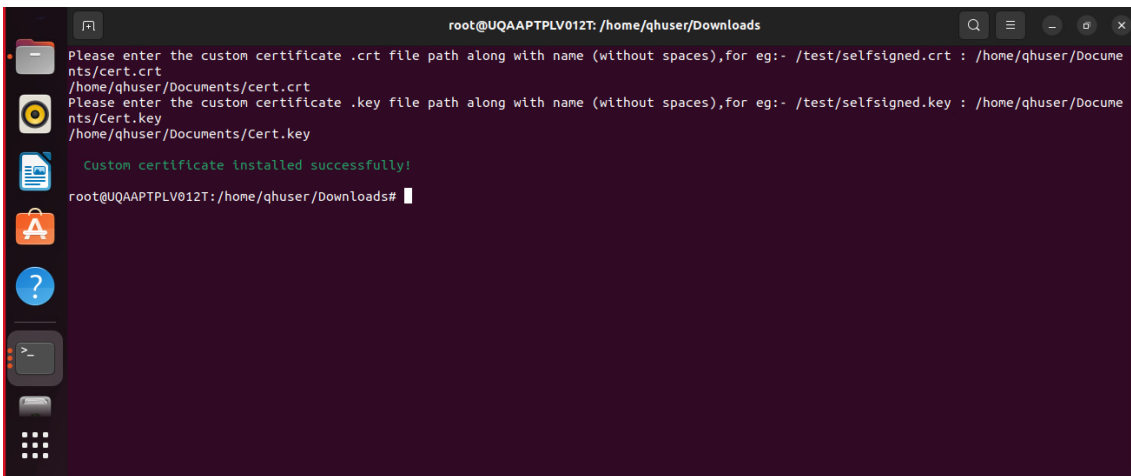 root@UQAAPTPLV012T: /home/qhuser/Downloads
Please enter the custom certificate .crt file path along with name (without spaces),for eg:- /test/selfsigned.crt : /home/qhuser/Docume
nts/cert.crt
/home/qhuser/Documents/cert.crt
Please enter the custom certificate .key file path along with name (without spaces),for eg:- /test/selfsigned.key : /home/qhuser/Docume
nts/Cert.key
/home/qhuser/Documents/Cert.key
Custom certificate installed successfully!
root@UQAAPTPLV012T:/home/qhuser/Downloads#